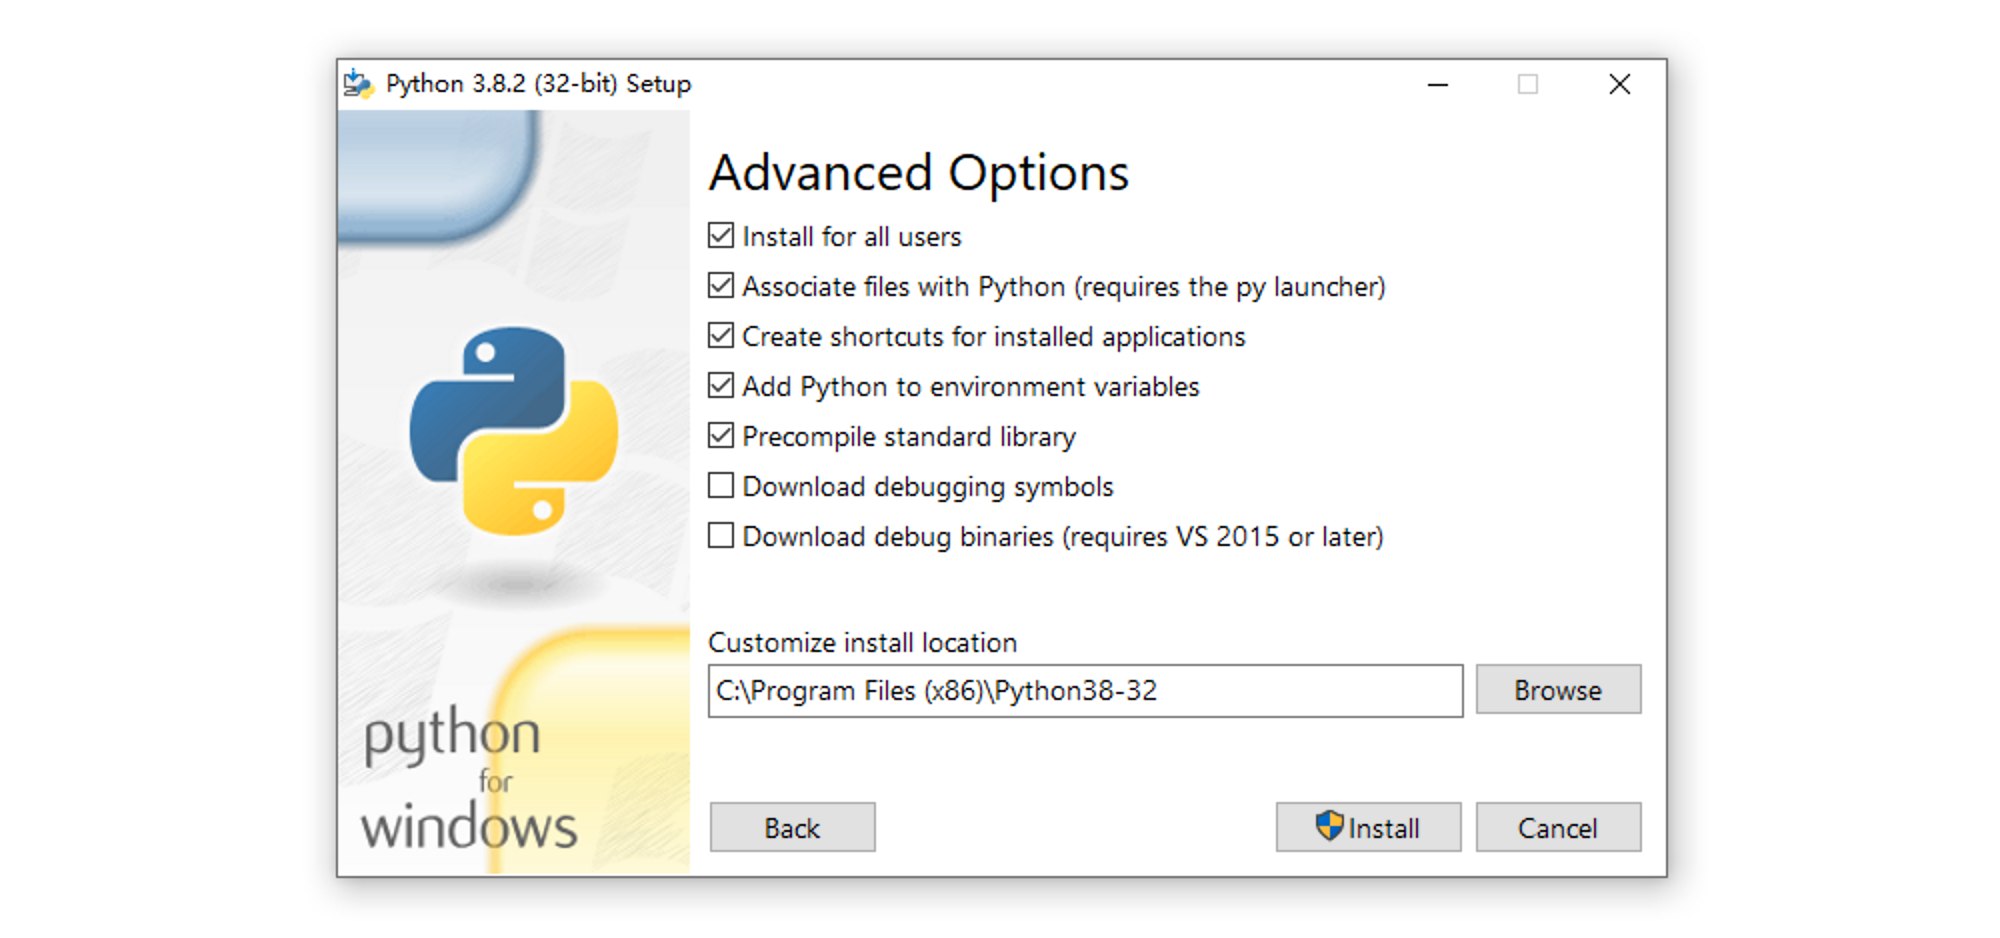 Python 3.8.2 (32-bit) Setup
Advanced Options
Install for all users
Associate files with Python (requires the py launcher)
Create shortcuts for installed applications
Add Python to environment variables
Precompile standard library
Download debugging symbols
Download debug binaries (requires VS 2015 or later)
Customize install location
C:\Program Files (x86)\Python38-32
Browse
python
for
windows
Back
Install
Cancel